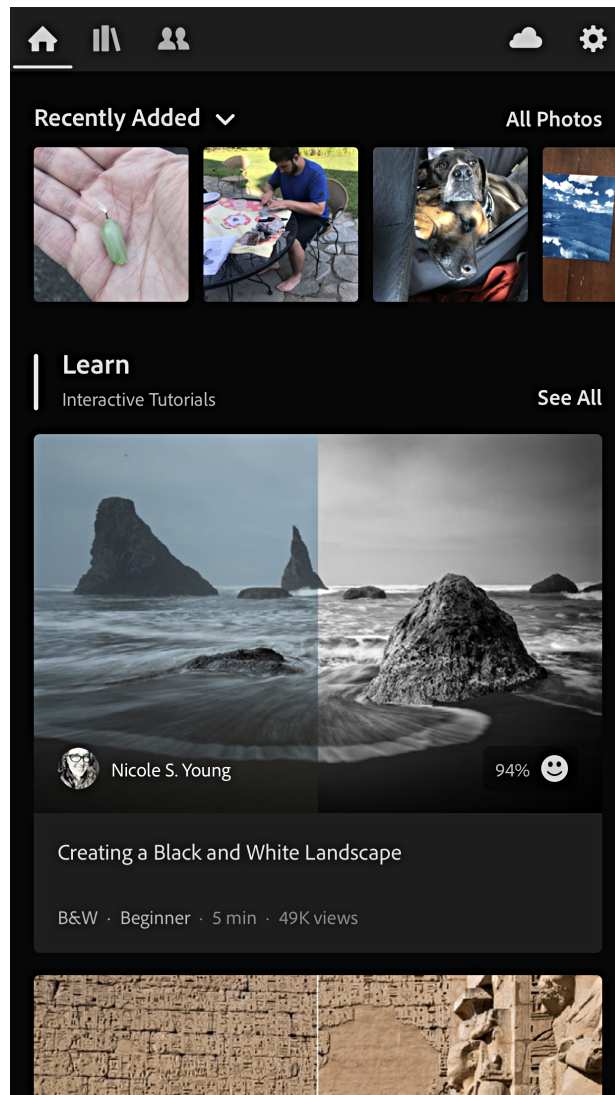 Recently Added
All Photos
Learn
Interactive Tutorials
See All
Nicole S. Young
94%
Creating a Black and White Landscape
B&W · Beginner · 5 min · 49K views